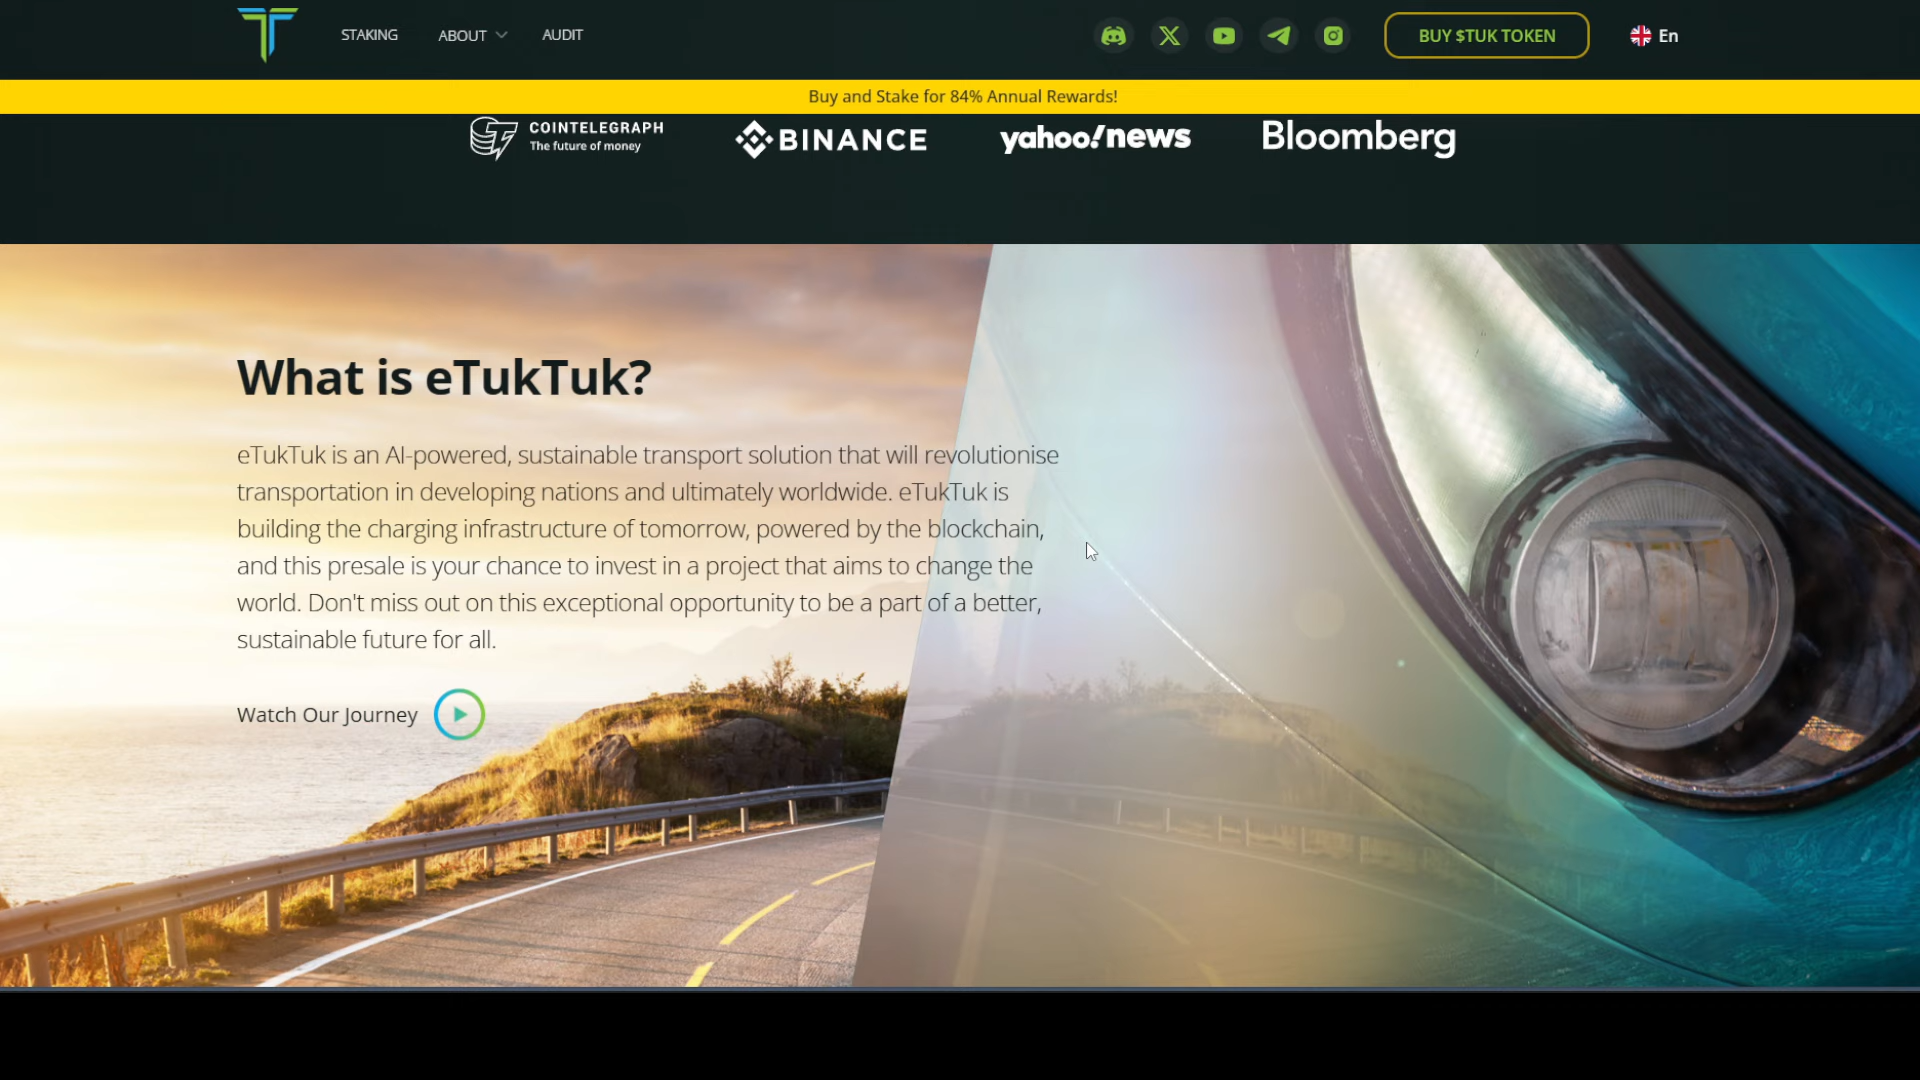 STAKING ABOUT AUDIT BUY $TUK TOKEN En
Buy and Stake for 84% Annual Rewards!
COINTELEGRAPH
The future of money
BINANCE
yahoo!news
Bloomberg
What is eTukTuk?
eTukTuk is an AI-powered, sustainable transport solution that will revolutionise
transportation in developing nations and ultimately worldwide. eTukTuk is
building the charging infrastructure of tomorrow, powered by the blockchain,
and this presale is your chance to invest in a project that aims to change the
world. Don't miss out on this exceptional opportunity to be a part of a better,
sustainable future for all.
Watch Our Journey